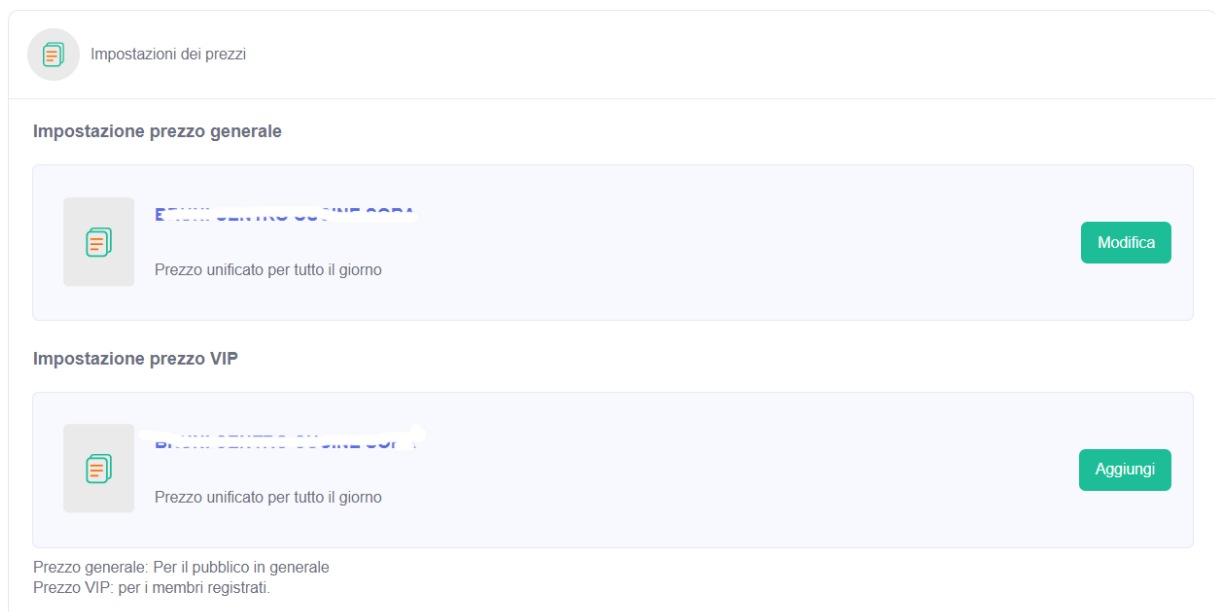 Impostazioni dei prezzi
Impostazione prezzo generale
Prezzo unificato per tutto il giorno
Modifica
Impostazione prezzo VIP
Prezzo unificato per tutto il giorno
Aggiungi
Prezzo generale: Per il pubblico in generale
Prezzo VIP: per i membri registrati.